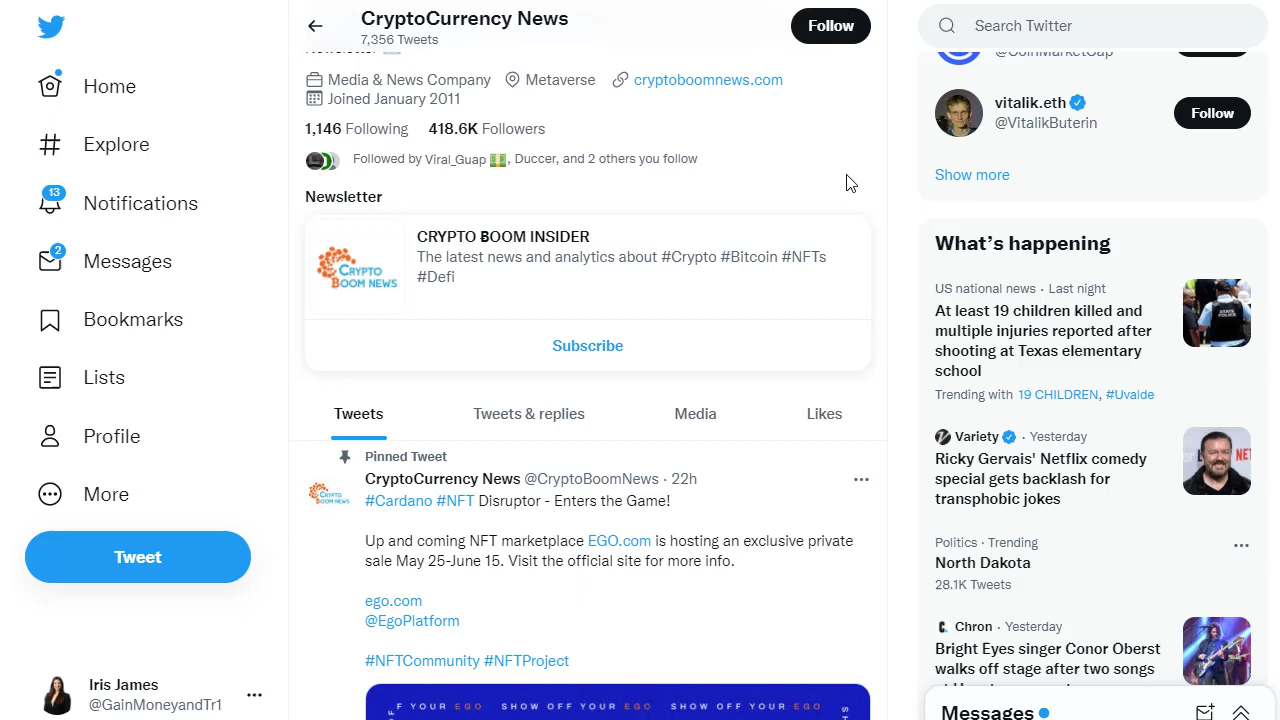 CryptoCurrency News
7,356 Tweets
Follow
Search Twitter
Home
Explore
13
Notifications
2
Messages
Bookmarks
Lists
Profile
More
Tweet
Iris James
@GainMoneyandTr1
Media & News Company Metaverse cryptoboomnews.com
Joined January 2011
1,146 Following 418.6K Followers
Followed by Viral_Guap 💵, Duccer, and 2 others you follow
Newsletter
CRYPTO BOOM NEWS
CRYPTO ɃOOM INSIDER
The latest news and analytics about #Crypto #Bitcoin #NFTs
#Defi
Subscribe
Tweets Tweets & replies Media Likes
Pinned Tweet
CRYPTO BOOM NEWS
CryptoCurrency News @CryptoBoomNews · 22h
#Cardano #NFT Disruptor - Enters the Game!
Up and coming NFT marketplace EGO.com is hosting an exclusive private
sale May 25-June 15. Visit the official site for more info.
ego.com
@EgoPlatform
#NFTCommunity #NFTProject
F YOUR EGO SHOW OFF YOUR EGO SHOW OFF YOUR EGO
@CoinMarketCap
vitalik.eth
@VitalikButerin
Follow
Show more
What's happening
US national news · Last night
At least 19 children killed and
multiple injuries reported after
shooting at Texas elementary
school
Trending with 19 CHILDREN, #Uvalde
STATE POLICE
Variety · Yesterday
Ricky Gervais' Netflix comedy
special gets backlash for
transphobic jokes
Politics · Trending
North Dakota
28.1K Tweets
Chron · Yesterday
Bright Eyes singer Conor Oberst
walks off stage after two songs
Messages